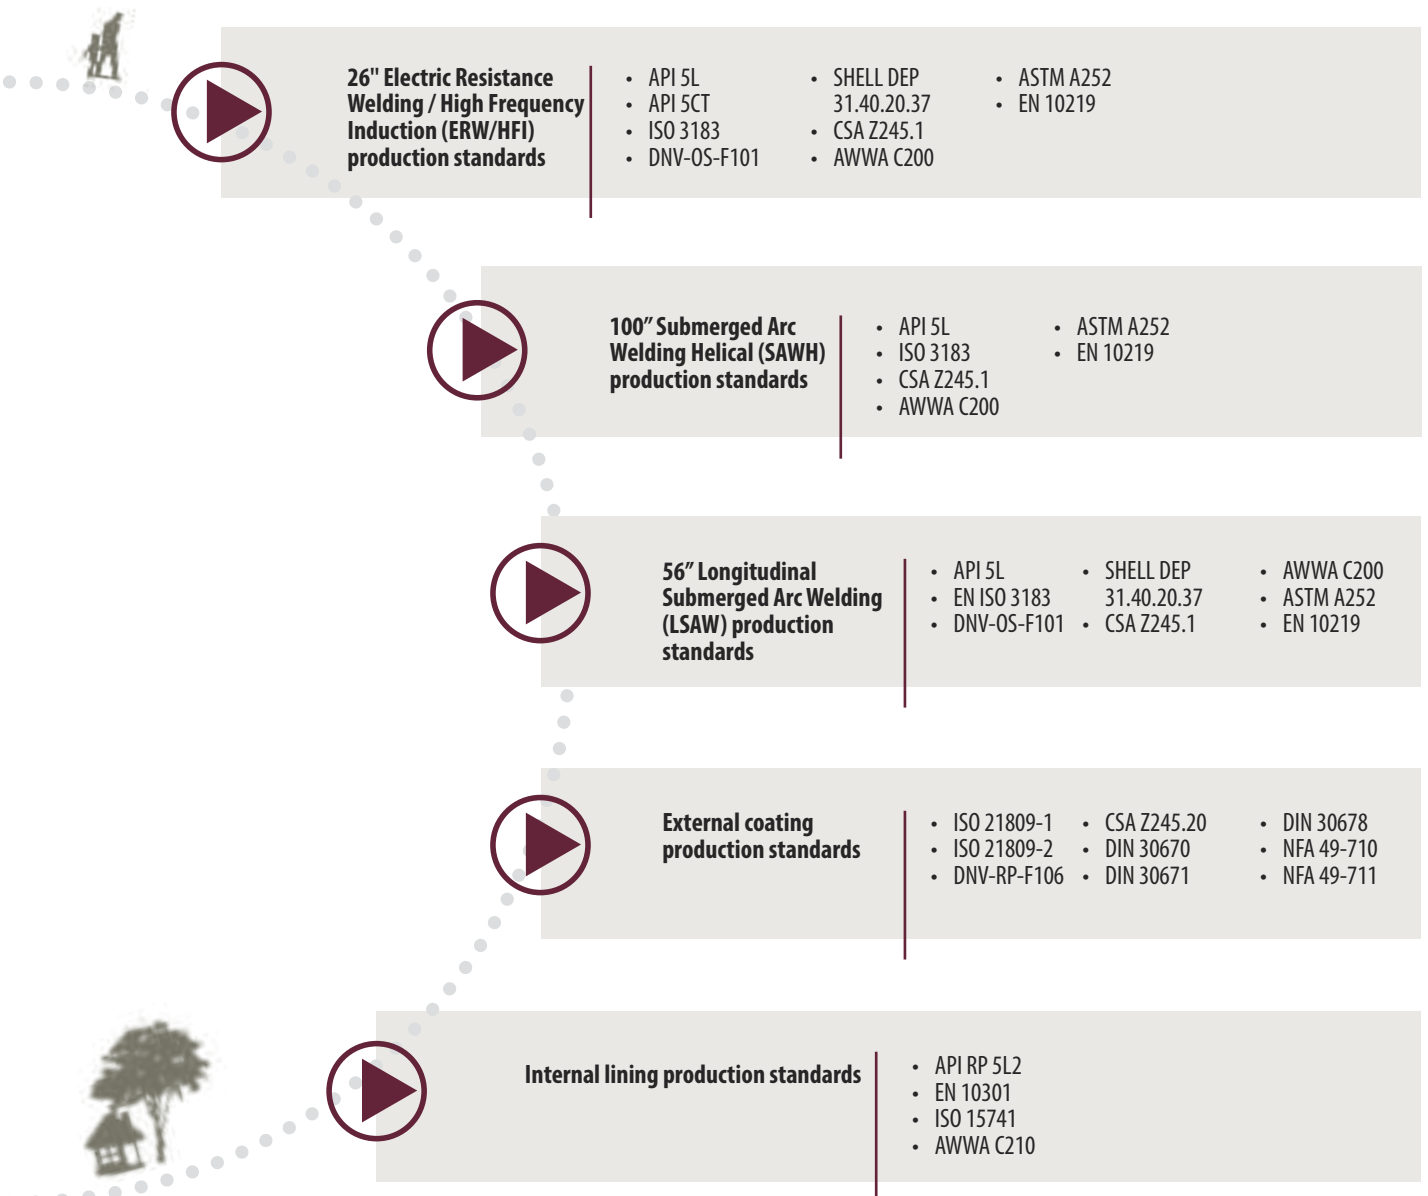 26" Electric Resistance
Welding / High Frequency
Induction (ERW/HFI)
production standards
• API 5L
• API 5CT
• ISO 3183
• DNV-OS-F101
• SHELL DEP
31.40.20.37
• CSA Z245.1
• AWWA C200
• ASTM A252
• EN 10219
100” Submerged Arc
Welding Helical (SAWH)
production standards
• API 5L
• ISO 3183
• CSA Z245.1
• AWWA C200
• ASTM A252
• EN 10219
56” Longitudinal
Submerged Arc Welding
(LSAW) production
standards
• API 5L
• EN ISO 3183
• DNV-OS-F101
• SHELL DEP
31.40.20.37
• CSA Z245.1
• AWWA C200
• ASTM A252
• EN 10219
External coating
production standards
• ISO 21809-1
• ISO 21809-2
• DNV-RP-F106
• CSA Z245.20
• DIN 30670
• DIN 30671
• DIN 30678
• NFA 49-710
• NFA 49-711
Internal lining production standards
• API RP 5L2
• EN 10301
• ISO 15741
• AWWA C210